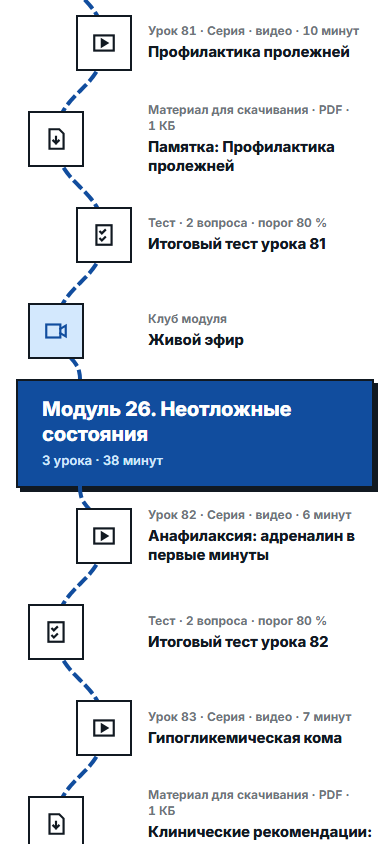 Урок 81 · Серия · видео · 10 минут
Профилактика пролежней
Материал для скачивания · PDF ·
1 КБ
Памятка: Профилактика
пролежней
Тест · 2 вопроса · порог 80 %
Итоговый тест урока 81
Клуб модуля
Живой эфир
Модуль 26. Неотложные
состояния
3 урока · 38 минут
Урок 82 · Серия · видео · 6 минут
Анафилаксия: адреналин в
первые минуты
Тест · 2 вопроса · порог 80 %
Итоговый тест урока 82
Урок 83 · Серия · видео · 7 минут
Гипогликемическая кома
Материал для скачивания · PDF ·
1 КБ
Клинические рекомендации: